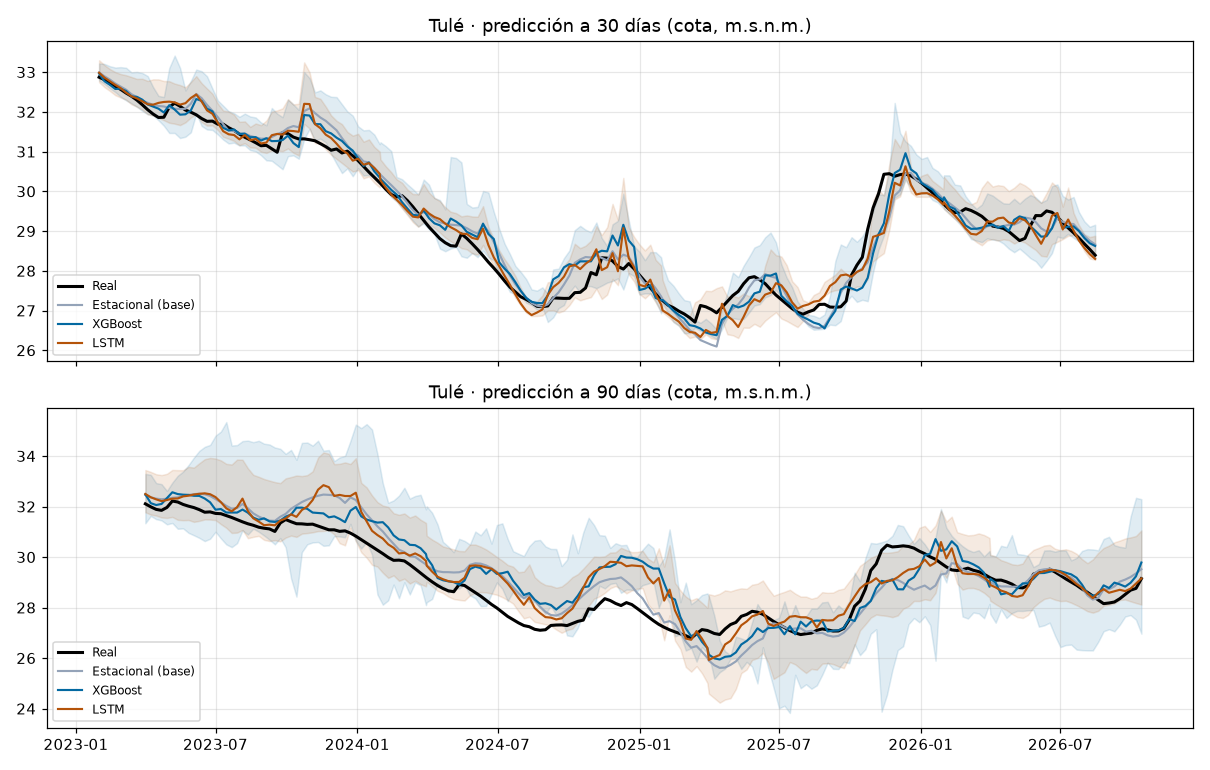 Tulé · predicción a 30 días (cota, m.s.n.m.)
33
32
31
30
29
28
27
26
Real
Estacional (base)
XGBoost
LSTM
Tulé · predicción a 90 días (cota, m.s.n.m.)
34
32
30
28
26
24
Real
Estacional (base)
XGBoost
LSTM
2023-01 2023-07 2024-01 2024-07 2025-01 2025-07 2026-01 2026-07